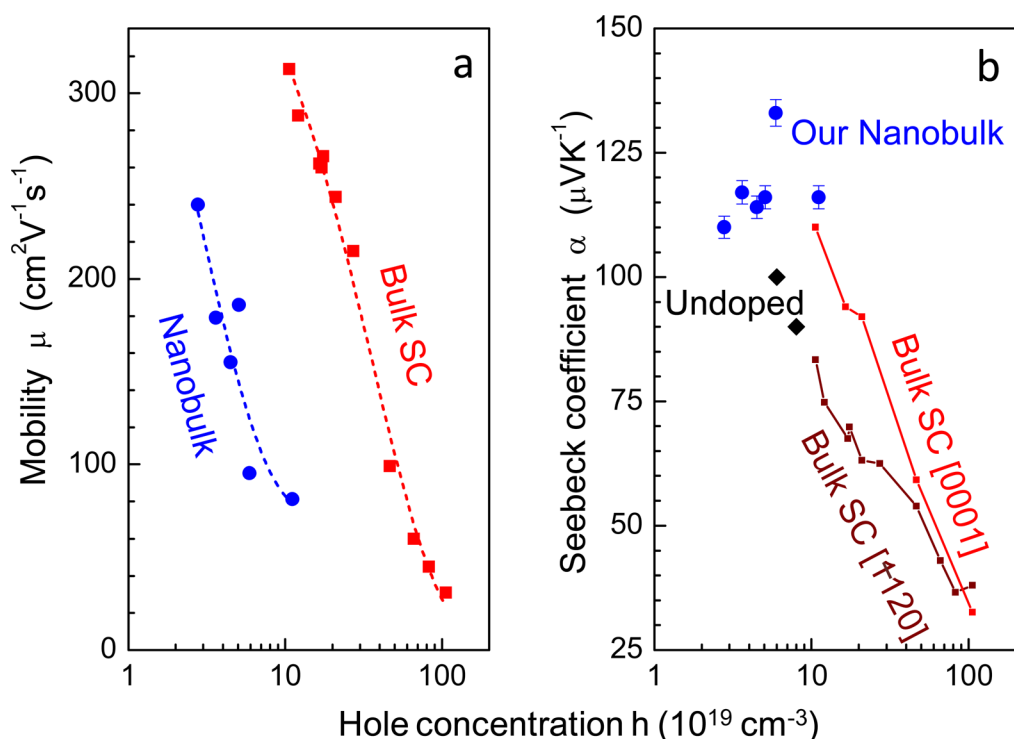 a
300
200
100
0
1
10
100
Mobility μ (cm²V⁻¹s⁻¹)
Nanobulk
Bulk SC
b
150
125
100
75
50
25
1
10
100
Seebeck coefficient α (μVK⁻¹)
Our Nanobulk
Undoped
Bulk SC [0001]
Bulk SC [1̵120]
Hole concentration h (10¹⁹ cm⁻³)